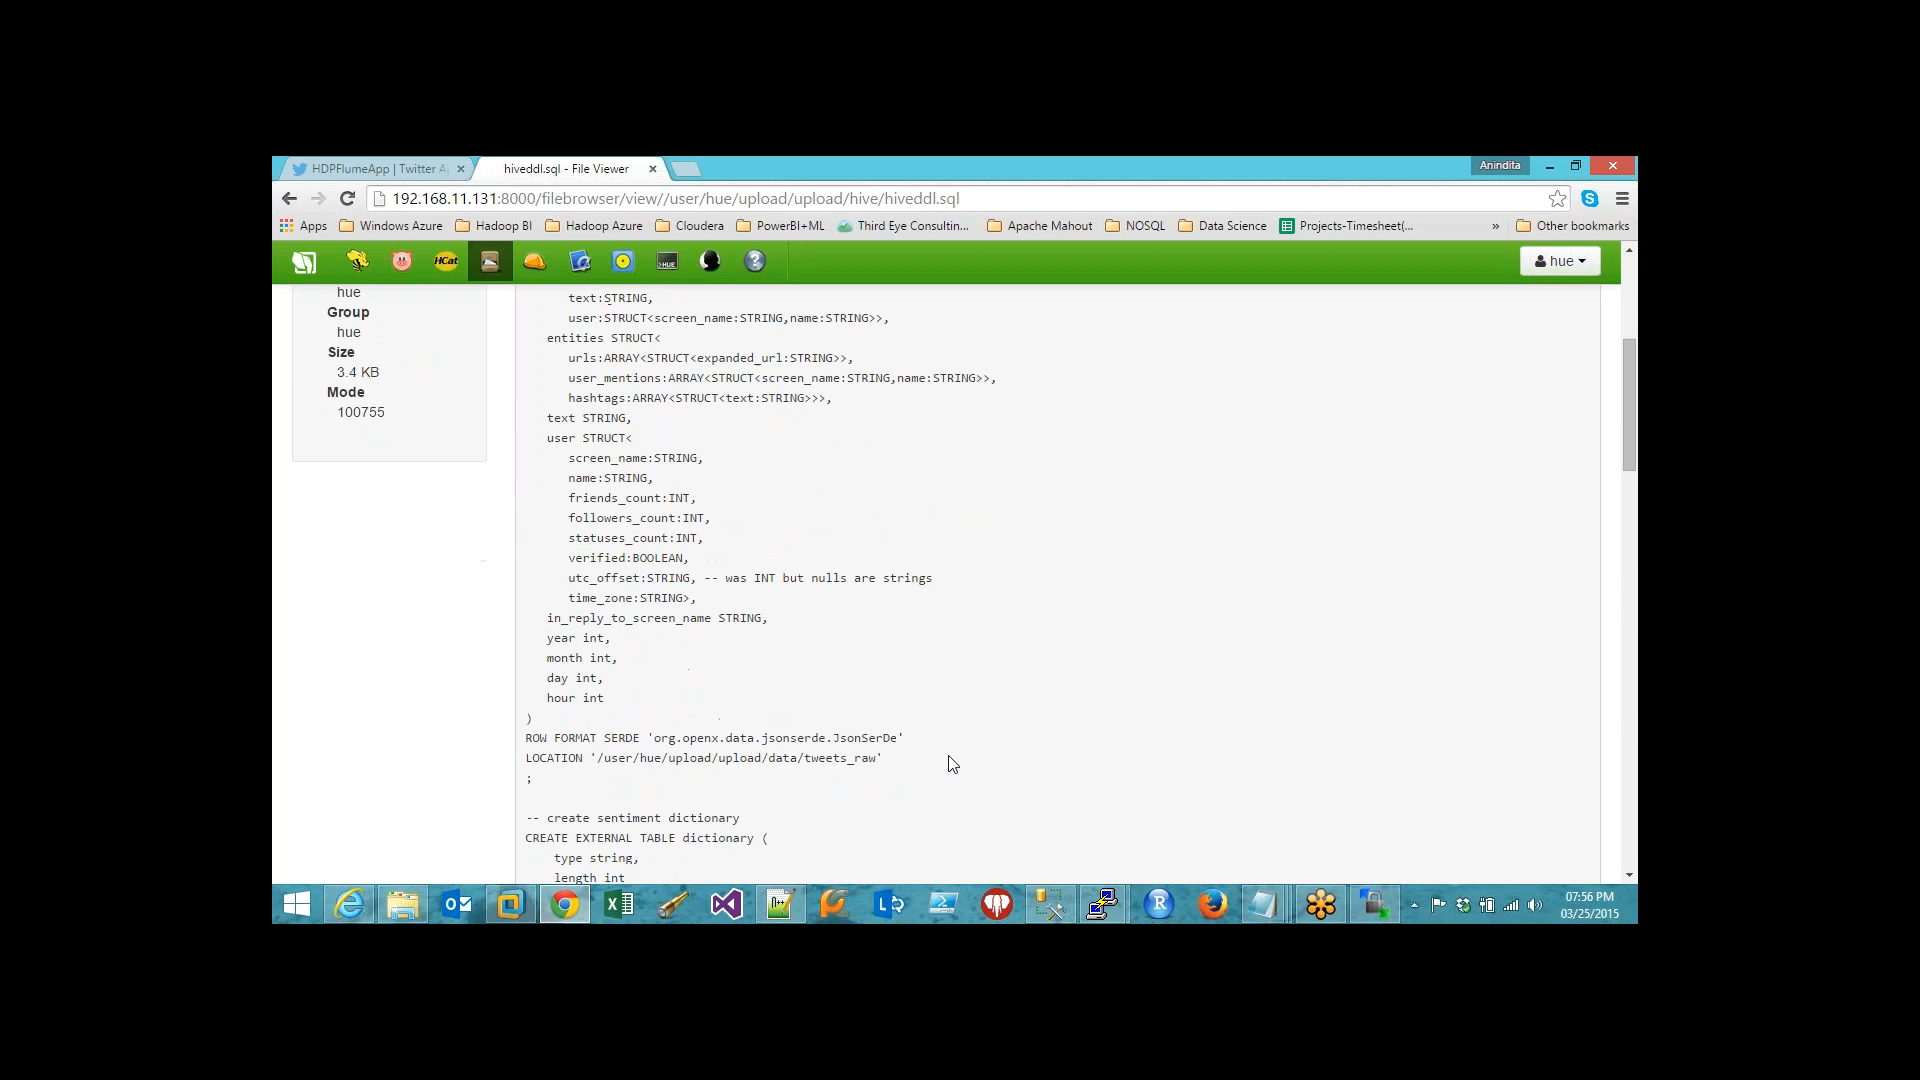 HDPFlumeApp | Twitter A
hiveddl.sql - File Viewer
Anindita
192.168.11.131:8000/filebrowser/view//user/hue/upload/upload/hive/hiveddl.sql
Apps
Windows Azure
Hadoop BI
Hadoop Azure
Cloudera
PowerBI+ML
Third Eye Consultin...
Apache Mahout
NOSQL
Data Science
Projects-Timesheet(...
»
Other bookmarks
HCat
hue
hue
Group
hue
Size
3.4 KB
Mode
100755
text:STRING,
user:STRUCT<screen_name:STRING,name:STRING>>,
entities STRUCT<
urls:ARRAY<STRUCT<expanded_url:STRING>>,
user_mentions:ARRAY<STRUCT<screen_name:STRING,name:STRING>>,
hashtags:ARRAY<STRUCT<text:STRING>>>,
text STRING,
user STRUCT<
screen_name:STRING,
name:STRING,
friends_count:INT,
followers_count:INT,
statuses_count:INT,
verified:BOOLEAN,
utc_offset:STRING, -- was INT but nulls are strings
time_zone:STRING>,
in_reply_to_screen_name STRING,
year int,
month int,
day int,
hour int
)
ROW FORMAT SERDE 'org.openx.data.jsonserde.JsonSerDe'
LOCATION '/user/hue/upload/upload/data/tweets_raw'
;
-- create sentiment dictionary
CREATE EXTERNAL TABLE dictionary (
type string,
length int
07:56 PM
03/25/2015